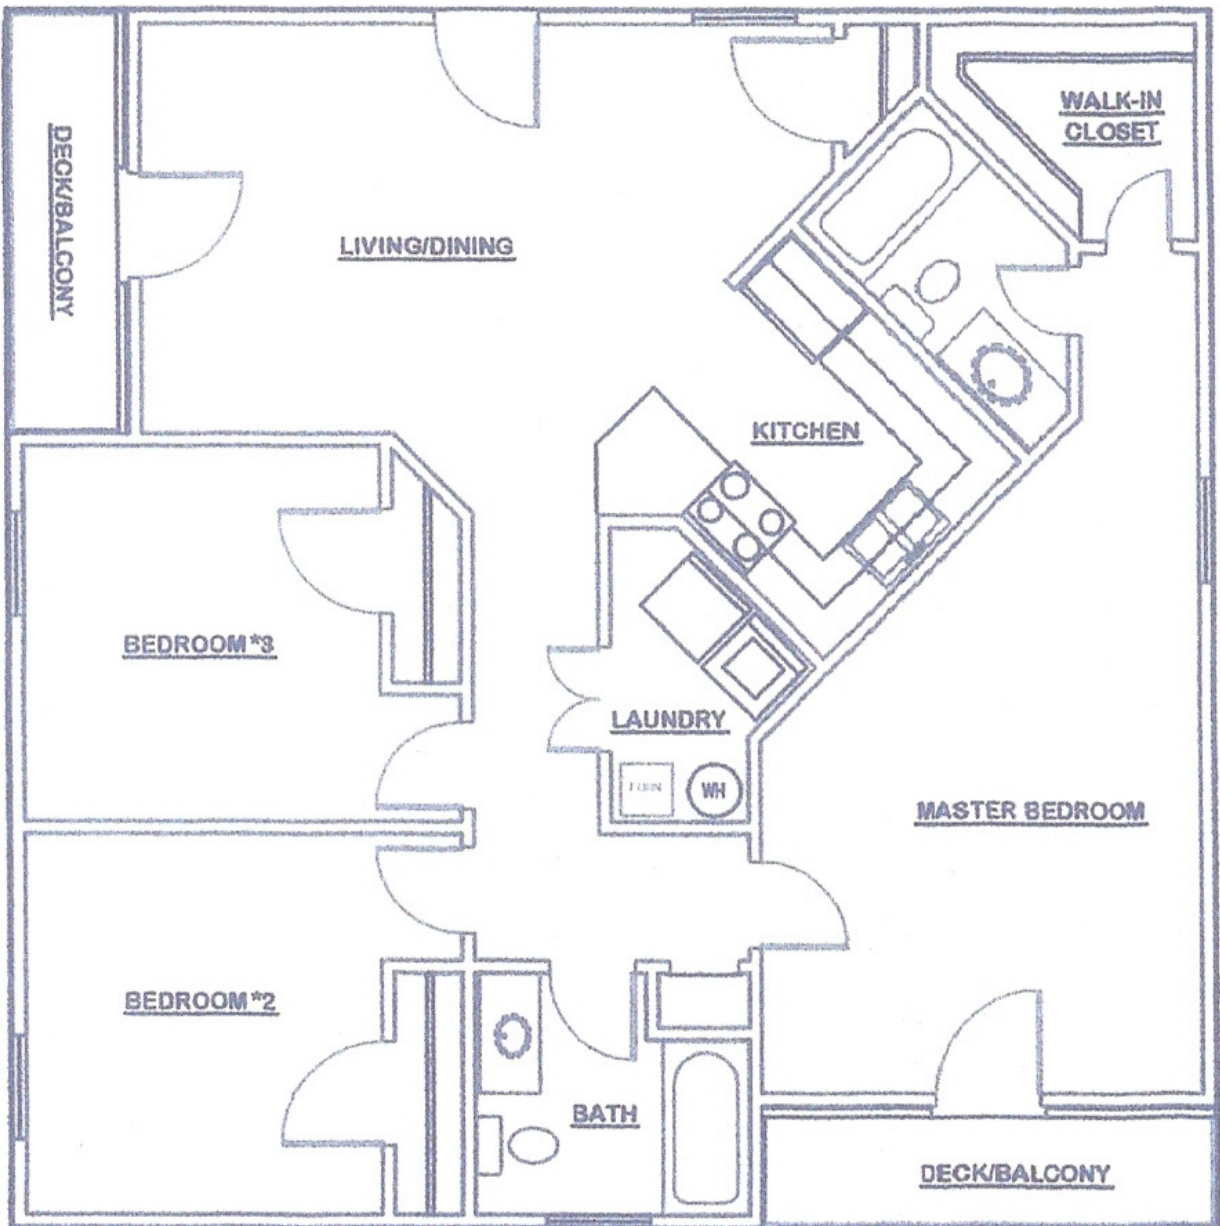 WALK-IN
CLOSET
DECK/BALCONY
LIVING/DINING
KITCHEN
BEDROOM *3
LAUNDRY
FURN
WH
MASTER BEDROOM
BEDROOM *2
BATH
DECK/BALCONY